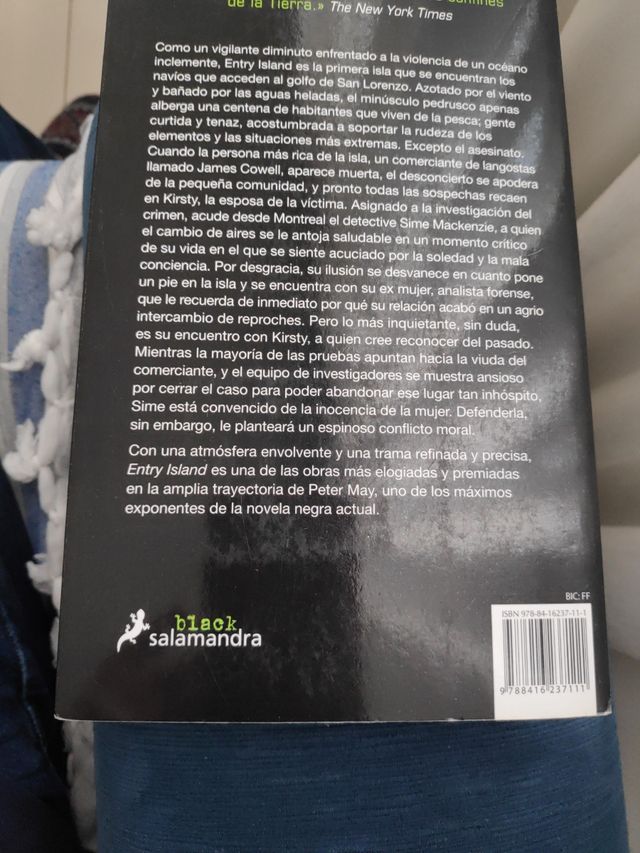 de la Tierra.» The New York Times
Como un vigilante diminuto enfrentado a la violencia de un océano
inclemente, Entry Island es la primera isla que se encuentran los
navíos que acceden al golfo de San Lorenzo. Azotado por el viento
y bañado por las aguas heladas, el minúsculo pedrusco apenas
alberga una centena de habitantes que viven de la pesca; gente
curtida y tenaz, acostumbrada a soportar la rudeza de los
elementos y las situaciones más extremas. Excepto el asesinato.
Cuando la persona más rica de la isla, un comerciante de langostas
llamado James Cowell, aparece muerta, el desconcierto se apodera
de la pequeña comunidad, y pronto todas las sospechas recaen
en Kirsty, la esposa de la víctima. Asignado a la investigación del
crimen, acude desde Montreal el detective Sime Mackenzie, a quien
el cambio de aires se le antoja saludable en un momento crítico
de su vida en el que se siente acuciado por la soledad y la mala
conciencia. Por desgracia, su ilusión se desvanece en cuanto pone
un pie en la isla y se encuentra con su ex mujer, analista forense,
que le recuerda de inmediato por qué su relación acabó en un agrio
intercambio de reproches. Pero lo más inquietante, sin duda,
es su encuentro con Kirsty, a quien cree reconocer del pasado.
Mientras la mayoría de las pruebas apuntan hacia la viuda del
comerciante, y el equipo de investigadores se muestra ansioso
por cerrar el caso para poder abandonar ese lugar tan inhóspito,
Sime está convencido de la inocencia de la mujer. Defenderla,
sin embargo, le planteará un espinoso conflicto moral.
Con una atmósfera envolvente y una trama refinada y precisa,
Entry Island es una de las obras más elogiadas y premiadas
en la amplia trayectoria de Peter May, uno de los máximos
exponentes de la novela negra actual.
BIC: FF
ISBN 978-84-16237-11-1
9 788416 237111
black
salamandra